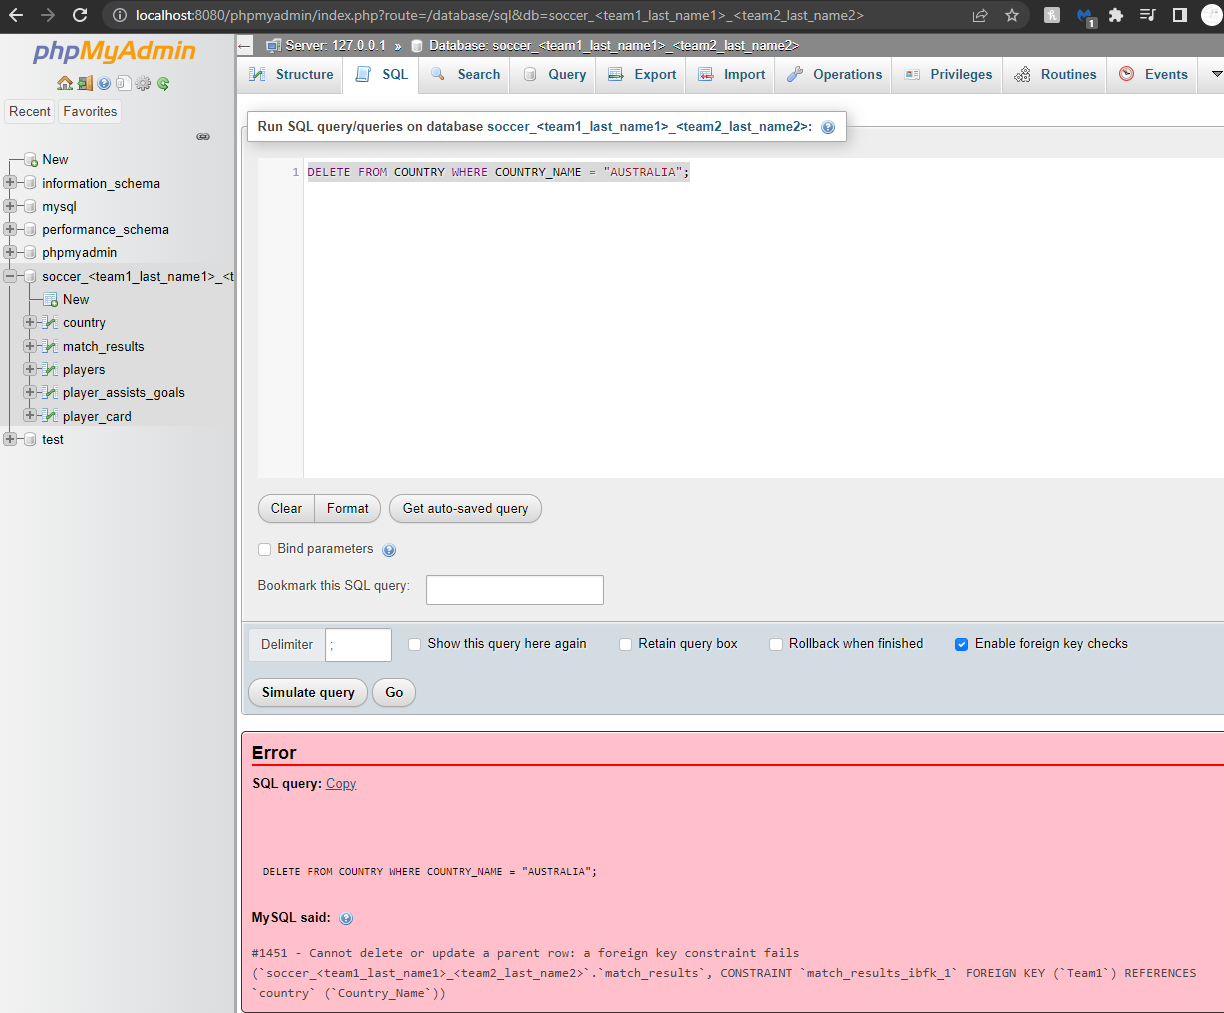 localhost:8080/phpmyadmin/index.php?route=/database/sql&db=soccer_<team1_last_name1>_<team2_last_name2>
1
phpMyAdmin
Recent
Favorites
New
information_schema
mysql
performance_schema
phpmyadmin
soccer_<team1_last_name1>_<t
New
country
match_results
players
player_assists_goals
player_card
test
Server: 127.0.0.1 » Database: soccer_<team1_last_name1>_<team2_last_name2>
Structure SQL Search Query Export Import Operations Privileges Routines Events
Run SQL query/queries on database soccer_<team1_last_name1>_<team2_last_name2>:
1 DELETE FROM COUNTRY WHERE COUNTRY_NAME = "AUSTRALIA";
Clear Format Get auto-saved query
Bind parameters
Bookmark this SQL query:
Delimiter ; Show this query here again Retain query box Rollback when finished Enable foreign key checks
Simulate query Go
Error
SQL query: Copy
DELETE FROM COUNTRY WHERE COUNTRY_NAME = "AUSTRALIA";
MySQL said:
#1451 - Cannot delete or update a parent row: a foreign key constraint fails
(`soccer_<team1_last_name1>_<team2_last_name2>`.`match_results`, CONSTRAINT `match_results_ibfk_1` FOREIGN KEY (`Team1`) REFERENCES
`country` (`Country_Name`))